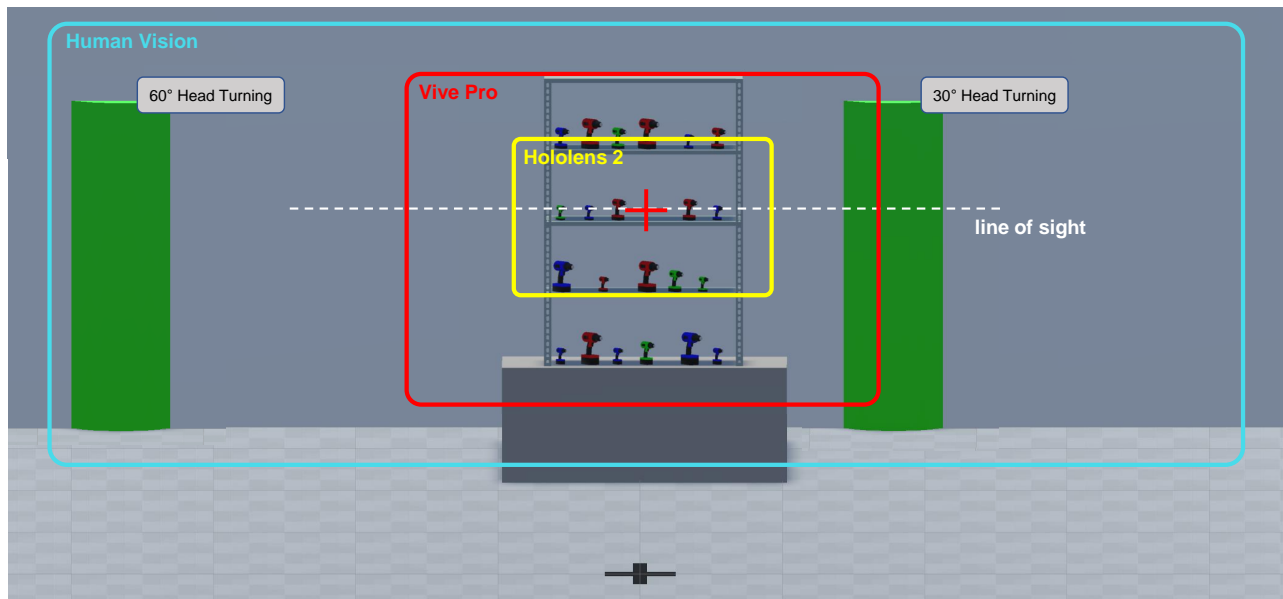 Human Vision
60° Head Turning
Vive Pro
30° Head Turning
Hololens 2
line of sight